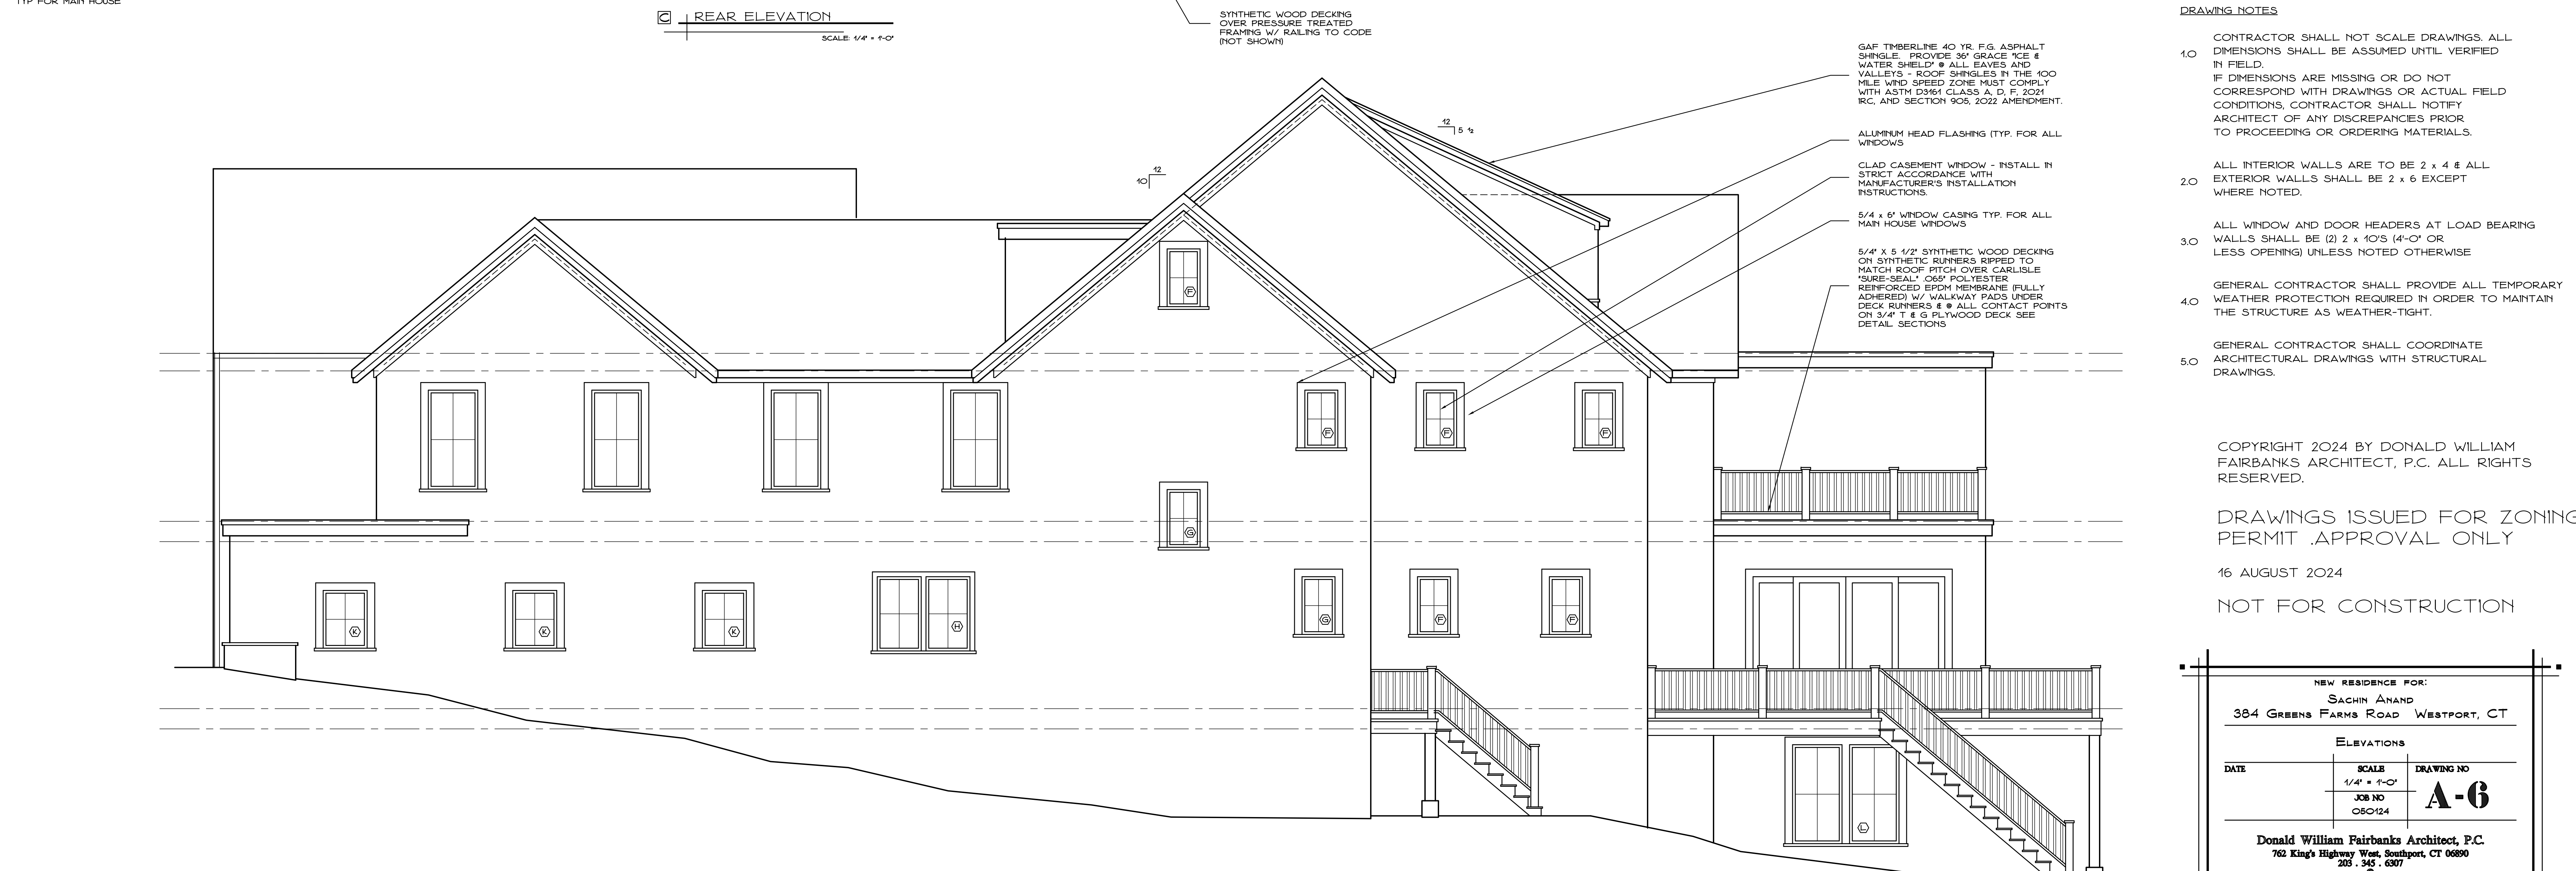 TYP FOR MAIN HOUSE
C REAR ELEVATION
SCALE: 1/4" = 1'-0"
SYNTHETIC WOOD DECKING
OVER PRESSURE TREATED
FRAMING W/ RAILING TO CODE
(NOT SHOWN)
GAF TIMBERLINE 40 YR. F.G. ASPHALT
SHINGLE. PROVIDE 36" GRACE "ICE &
WATER SHIELD" @ ALL EAVES AND
VALLEYS - ROOF SHINGLES IN THE 100
MILE WIND SPEED ZONE MUST COMPLY
WITH ASTM D3161 CLASS A, D, F, 2021
IRC, AND SECTION 905, 2022 AMENDMENT.
ALUMINUM HEAD FLASHING (TYP. FOR ALL
WINDOWS
CLAD CASEMENT WINDOW - INSTALL IN
STRICT ACCORDANCE WITH
MANUFACTURER'S INSTALLATION
INSTRUCTIONS.
5/4 x 6" WINDOW CASING TYP. FOR ALL
MAIN HOUSE WINDOWS
5/4" X 5 1/2" SYNTHETIC WOOD DECKING
ON SYNTHETIC RUNNERS RIPPED TO
MATCH ROOF PITCH OVER CARLISLE
"SURE-SEAL" .065" POLYESTER
REINFORCED EPDM MEMBRANE (FULLY
ADHERED) W/ WALKWAY PADS UNDER
DECK RUNNERS & @ ALL CONTACT POINTS
ON 3/4" T & G PLYWOOD DECK SEE
DETAIL SECTIONS
12
5 1/2
12
10
F
F
F
F
G
K
K
K
H
G
F
F
L
DRAWING NOTES
1.0
CONTRACTOR SHALL NOT SCALE DRAWINGS. ALL
DIMENSIONS SHALL BE ASSUMED UNTIL VERIFIED
IN FIELD.
IF DIMENSIONS ARE MISSING OR DO NOT
CORRESPOND WITH DRAWINGS OR ACTUAL FIELD
CONDITIONS, CONTRACTOR SHALL NOTIFY
ARCHITECT OF ANY DISCREPANCIES PRIOR
TO PROCEEDING OR ORDERING MATERIALS.
2.0
ALL INTERIOR WALLS ARE TO BE 2 x 4 & ALL
EXTERIOR WALLS SHALL BE 2 x 6 EXCEPT
WHERE NOTED.
3.0
ALL WINDOW AND DOOR HEADERS AT LOAD BEARING
WALLS SHALL BE (2) 2 x 10'S (4'-0" OR
LESS OPENING) UNLESS NOTED OTHERWISE
4.0
GENERAL CONTRACTOR SHALL PROVIDE ALL TEMPORARY
WEATHER PROTECTION REQUIRED IN ORDER TO MAINTAIN
THE STRUCTURE AS WEATHER-TIGHT.
5.0
GENERAL CONTRACTOR SHALL COORDINATE
ARCHITECTURAL DRAWINGS WITH STRUCTURAL
DRAWINGS.
COPYRIGHT 2024 BY DONALD WILLIAM
FAIRBANKS ARCHITECT, P.C. ALL RIGHTS
RESERVED.
DRAWINGS ISSUED FOR ZONING
PERMIT .APPROVAL ONLY
16 AUGUST 2024
NOT FOR CONSTRUCTION
NEW RESIDENCE FOR:
SACHIN ANAND
384 GREENS FARMS ROAD WESTPORT, CT
ELEVATIONS
DATE
SCALE
1/4" = 1'-0"
JOB NO
050124
DRAWING NO
A-6
Donald William Fairbanks Architect, P.C.
762 King's Highway West, Southport, CT 06890
203 . 345 . 6307